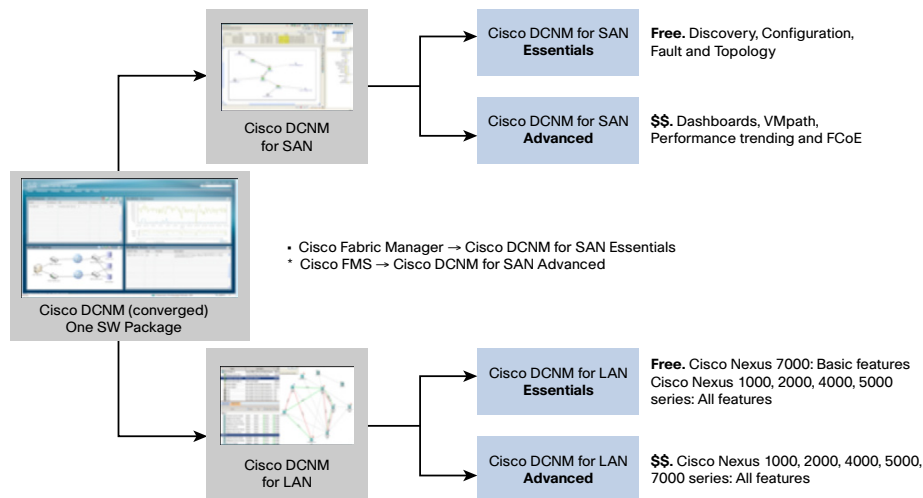 Cisco DCNM for SAN
Essentials
Free. Discovery, Configuration,
Fault and Topology
Cisco DCNM
for SAN
Cisco DCNM for SAN
Advanced
$$. Dashboards, VMpath,
Performance trending and FCoE
Cisco DCNM (converged)
One SW Package
• Cisco Fabric Manager → Cisco DCNM for SAN Essentials
* Cisco FMS → Cisco DCNM for SAN Advanced
Cisco DCNM for LAN
Essentials
Free. Cisco Nexus 7000: Basic features
Cisco Nexus 1000, 2000, 4000, 5000
series: All features
Cisco DCNM
for LAN
Cisco DCNM for LAN
Advanced
$$. Cisco Nexus 1000, 2000, 4000, 5000,
7000 series: All features